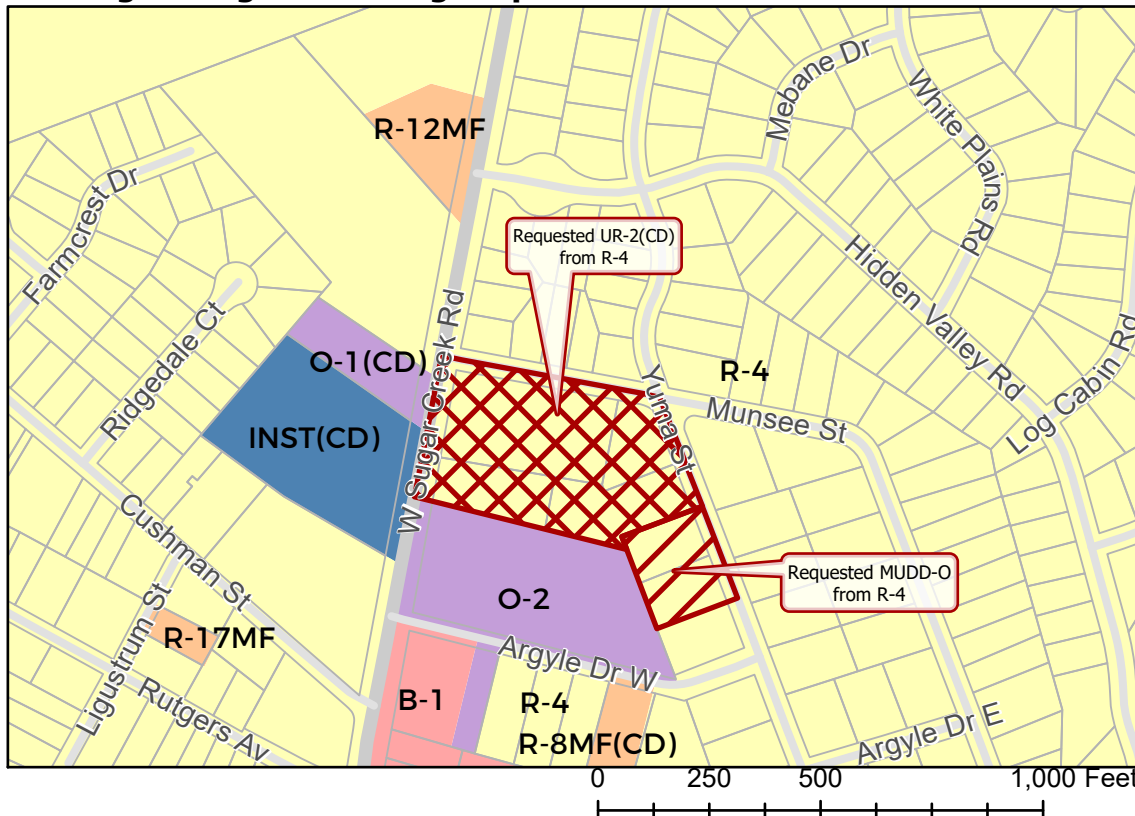 Mebane Dr
White Plains Rd
R-12MF
Farmcrest Dr
Requested UR-2(CD)
from R-4
Hidden Valley Rd
Ridgedale Ct
W Sugar Creek Rd
O-1(CD)
R-4
Log Cabin Rd
Yuma St
Munsee St
INST(CD)
Cushman St
Requested MUDD-O
from R-4
O-2
Ligustrum St
R-17MF
Argyle Dr W
Rutgers Av
B-1
R-4
R-8MF(CD)
Argyle Dr E
0 250 500 1,000 Feet